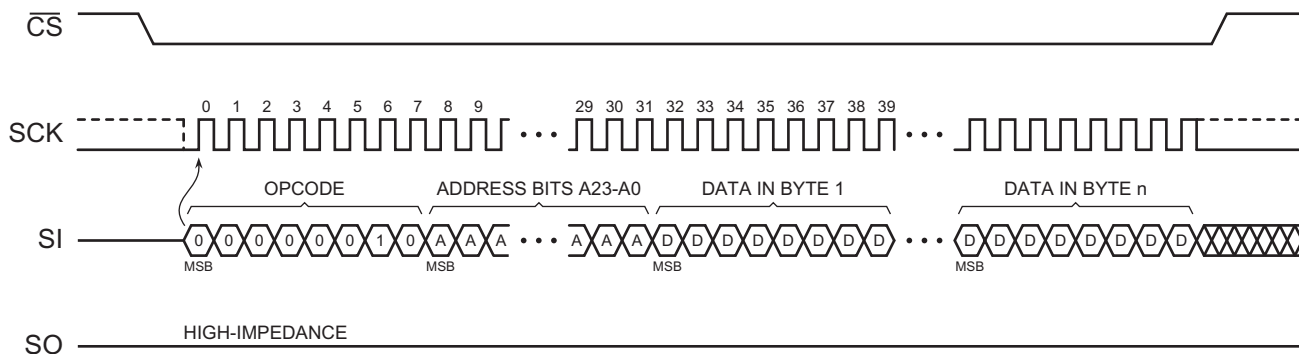 CS
0 1 2 3 4 5 6 7 8 9 29 30 31 32 33 34 35 36 37 38 39
SCK
OPCODE ADDRESS BITS A23-A0 DATA IN BYTE 1 DATA IN BYTE n
SI 0 0 0 0 0 0 1 0 A A A A A A D D D D D D D D D D D D D D D D
MSB MSB MSB MSB
HIGH-IMPEDANCE
SO